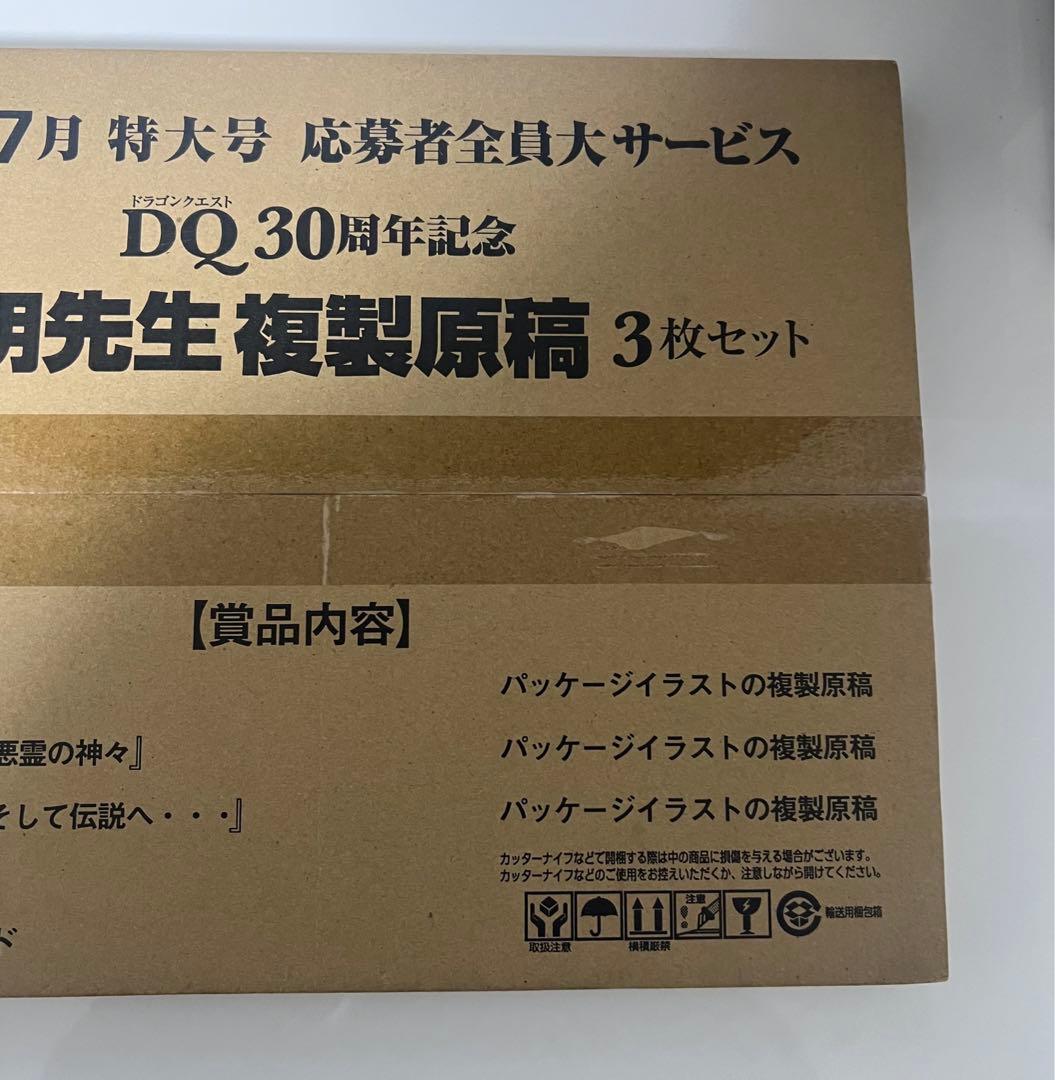 7月 特大号 応募者全員大サービス
ドラゴンクエスト
DQ 30周年記念
明先生 複製原稿 3枚セット
【賞品内容】
パッケージイラストの複製原稿
悪霊の神々』 パッケージイラストの複製原稿
そして伝説へ・・・』 パッケージイラストの複製原稿
カッターナイフなどで開梱する際は中の商品に損傷を与える場合がございます。
カッターナイフなどのご使用をお控えいただくか、注意しながら開けてください。
注意
取扱注意 横積厳禁 輸送用梱包箱